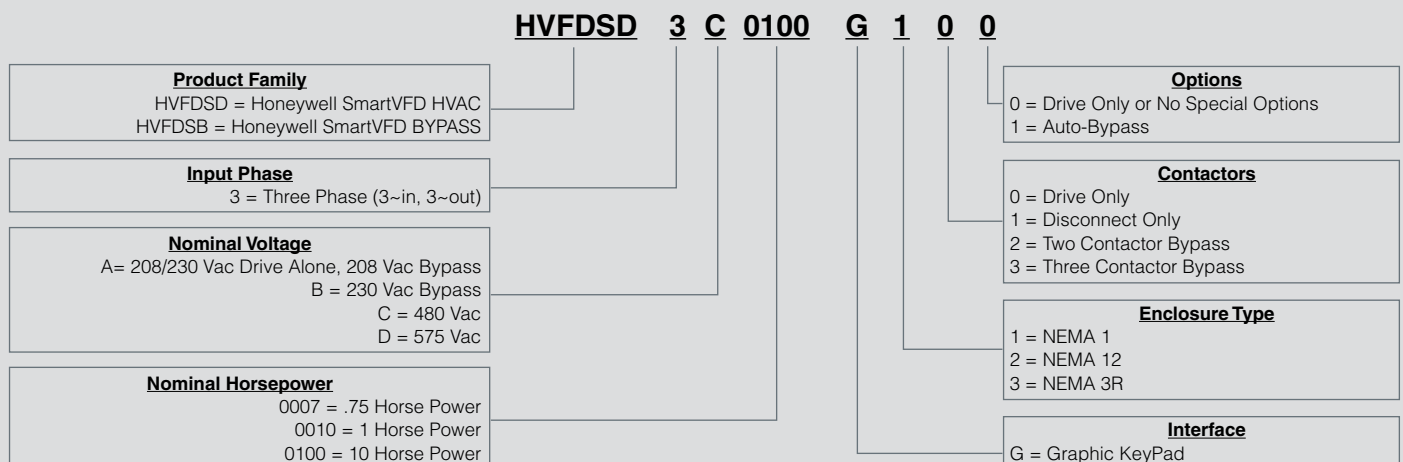 HVFDSD 3 C 0100 G 1 0 0
Product Family
HVFDSD = Honeywell SmartVFD HVAC
HVFDSB = Honeywell SmartVFD BYPASS
Input Phase
3 = Three Phase (3~in, 3~out)
Nominal Voltage
A= 208/230 Vac Drive Alone, 208 Vac Bypass
B = 230 Vac Bypass
C = 480 Vac
D = 575 Vac
Nominal Horsepower
0007 = .75 Horse Power
0010 = 1 Horse Power
0100 = 10 Horse Power
Options
0 = Drive Only or No Special Options
1 = Auto-Bypass
Contactors
0 = Drive Only
1 = Disconnect Only
2 = Two Contactor Bypass
3 = Three Contactor Bypass
Enclosure Type
1 = NEMA 1
2 = NEMA 12
3 = NEMA 3R
Interface
G = Graphic KeyPad